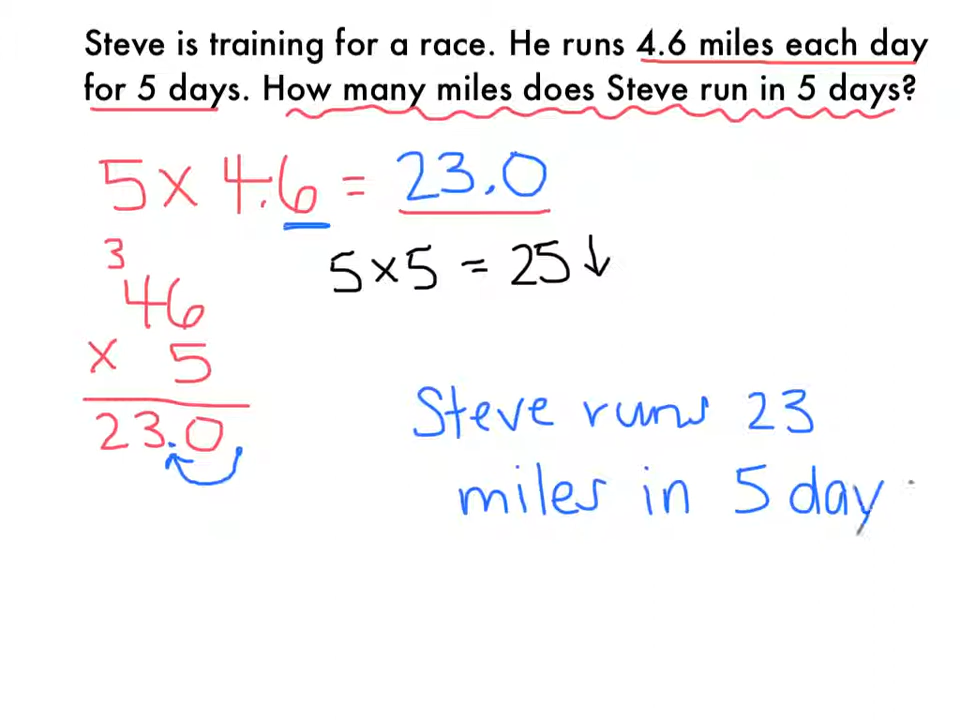 Steve is training for a race. He runs 4.6 miles each day
for 5 days. How many miles does Steve run in 5 days?
5 x 4.6 = 23.0
5 x 5 = 25 ↓
3
46
x 5
23.0.
Steve runs 23
miles in 5 day